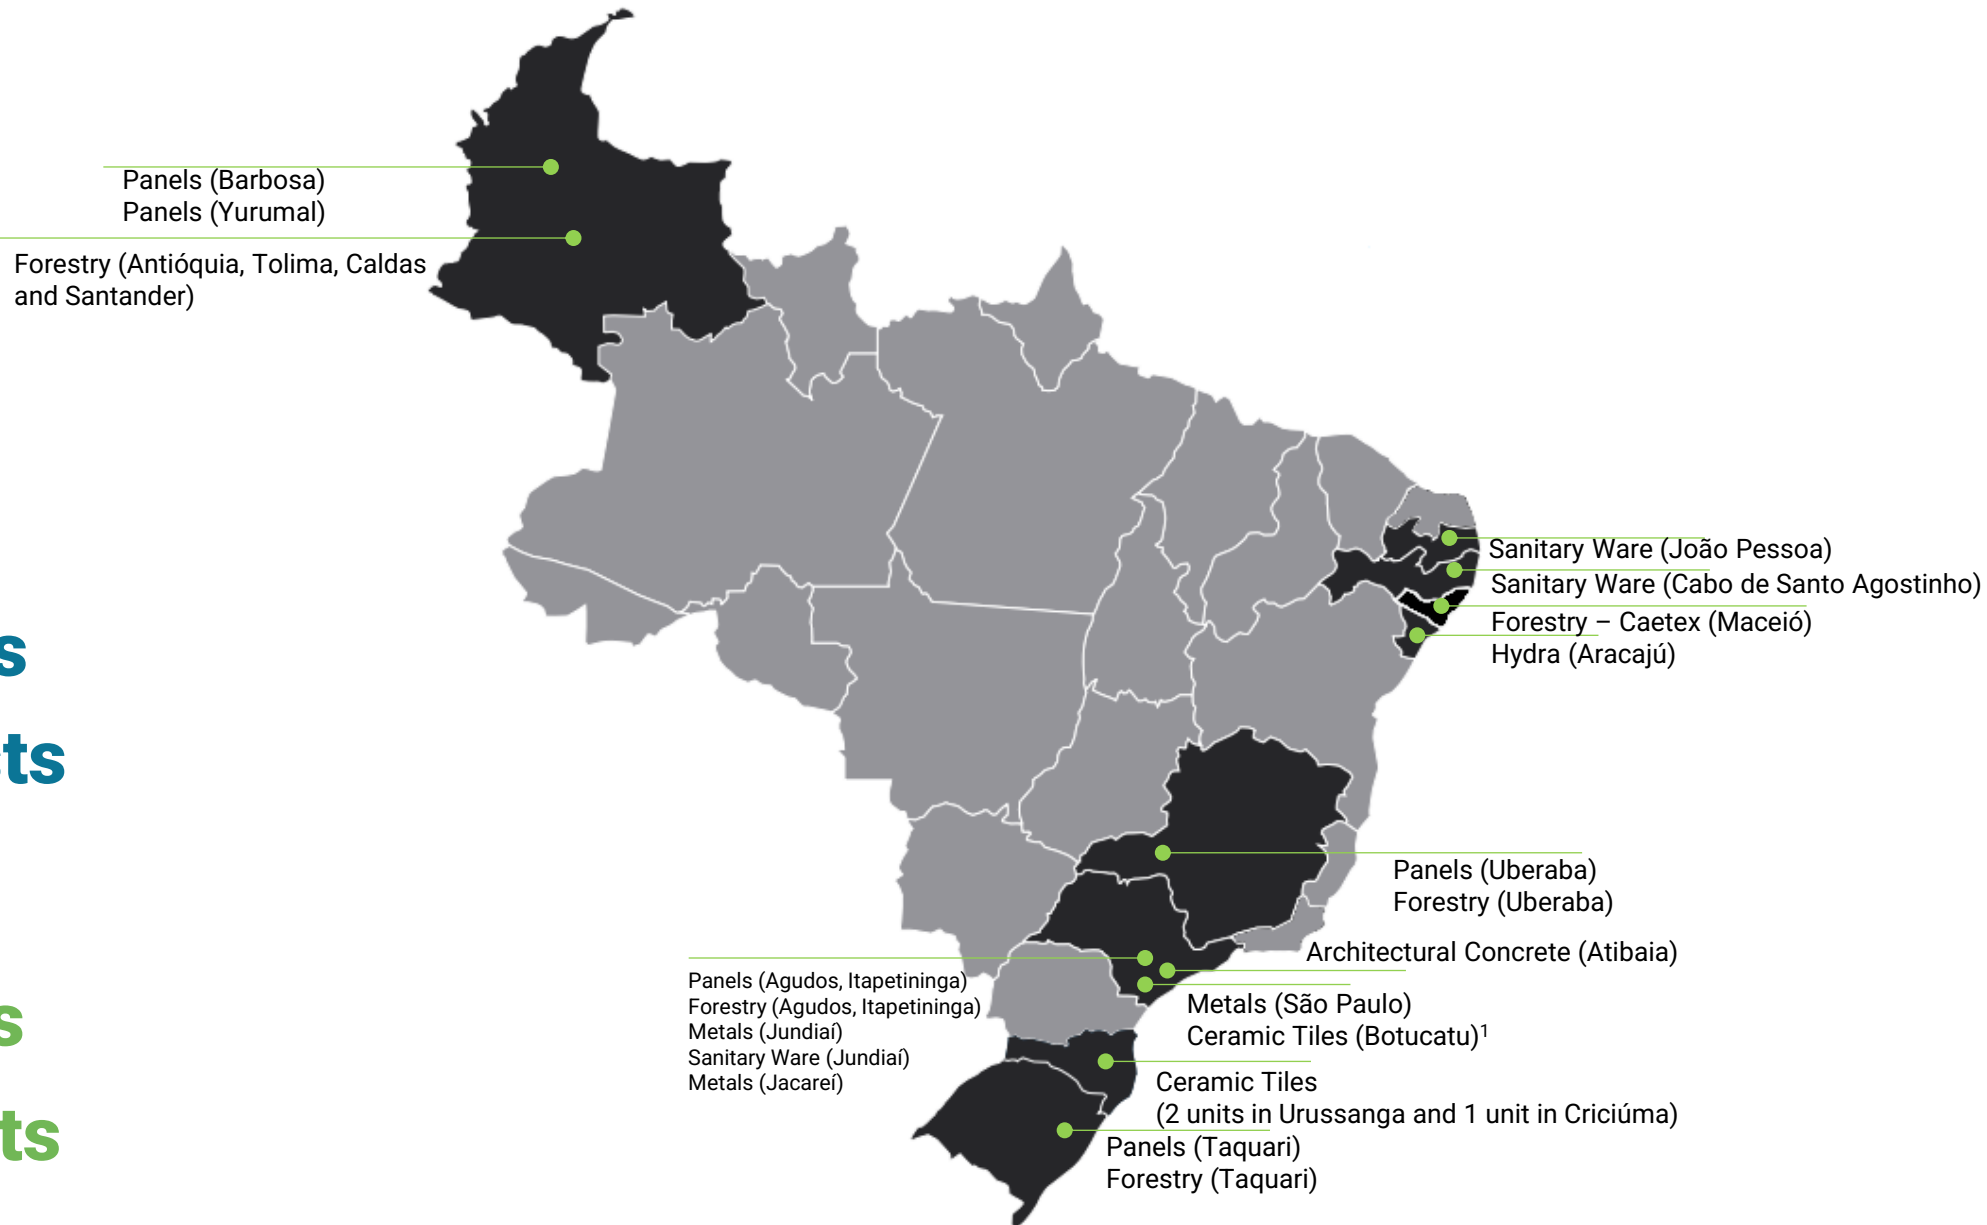 Panels (Barbosa)
Panels (Yurumal)
Forestry (Antióquia, Tolima, Caldas
and Santander)
Sanitary Ware (João Pessoa)
Sanitary Ware (Cabo de Santo Agostinho)
Forestry – Caetex (Maceió)
Hydra (Aracajú)
Panels (Uberaba)
Forestry (Uberaba)
Architectural Concrete (Atibaia)
Panels (Agudos, Itapetininga)
Forestry (Agudos, Itapetininga)
Metals (Jundiaí)
Sanitary Ware (Jundiaí)
Metals (Jacareí)
Metals (São Paulo)
Ceramic Tiles (Botucatu)¹
Ceramic Tiles
(2 units in Urussanga and 1 unit in Criciúma)
Panels (Taquari)
Forestry (Taquari)